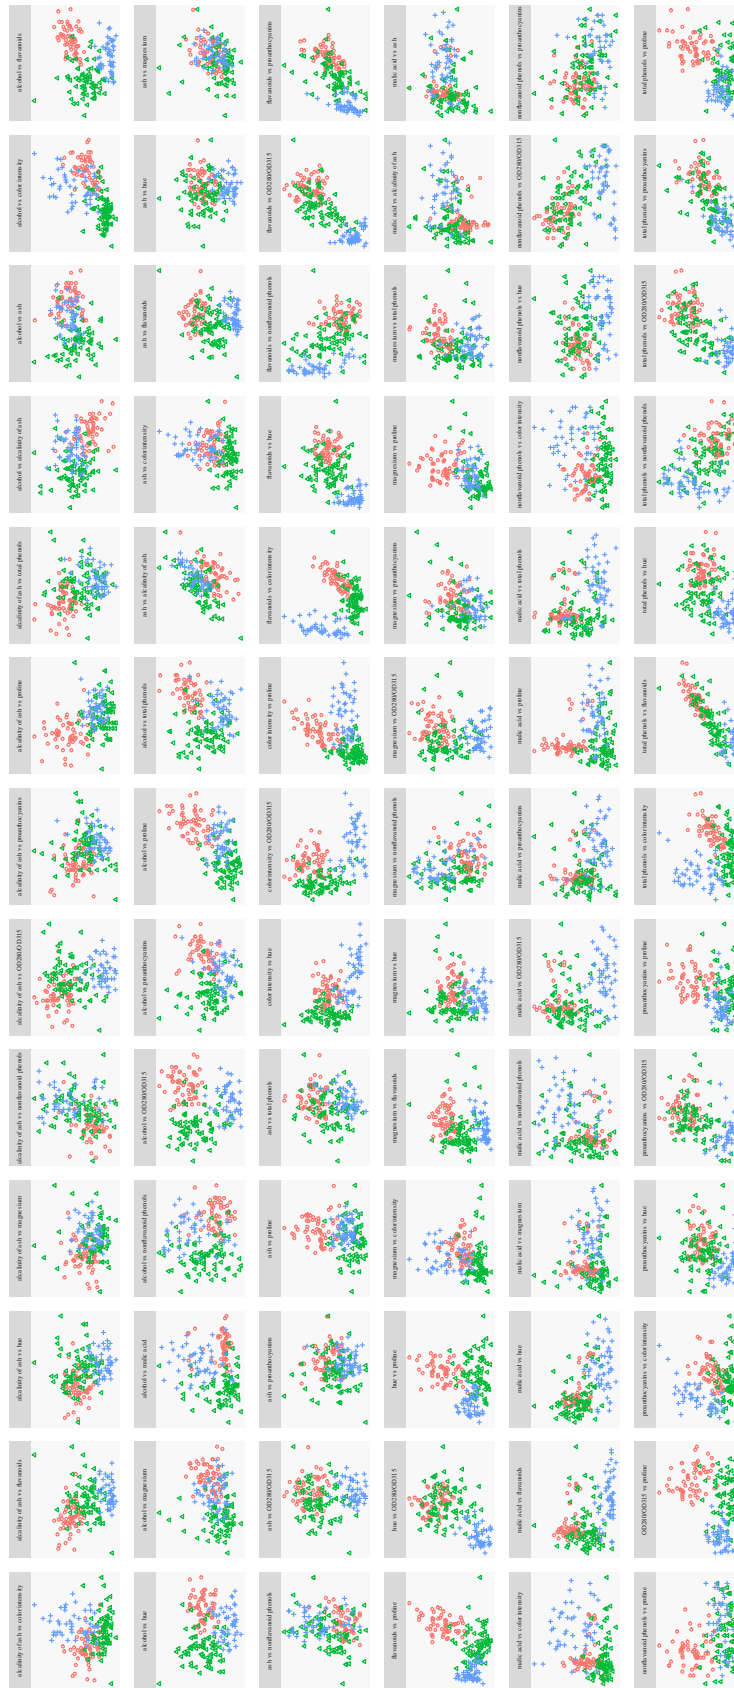 alcalinity of ash vs color intensity
alcalinity of ash vs flavanoids
alcalinity of ash vs hue
alcalinity of ash vs magnesium
alcalinity of ash vs nonflavanoid phenols
alcalinity of ash vs OD280/OD315
alcalinity of ash vs proanthocyanins
alcalinity of ash vs proline
alcalinity of ash vs total phenols
alcohol vs alcalinity of ash
alcohol vs ash
alcohol vs color intensity
alcohol vs flavanoids
alcohol vs hue
alcohol vs magnesium
alcohol vs malic acid
alcohol vs nonflavanoid phenols
alcohol vs OD280/OD315
alcohol vs proanthocyanins
alcohol vs proline
alcohol vs total phenols
ash vs alcalinity of ash
ash vs color intensity
ash vs flavanoids
ash vs hue
ash vs magnesium
ash vs nonflavanoid phenols
ash vs OD280/OD315
ash vs proanthocyanins
ash vs proline
ash vs total phenols
color intensity vs hue
color intensity vs OD280/OD315
color intensity vs proline
flavanoids vs color intensity
flavanoids vs hue
flavanoids vs nonflavanoid phenols
flavanoids vs OD280/OD315
flavanoids vs proanthocyanins
flavanoids vs proline
hue vs OD280/OD315
hue vs proline
magnesium vs color intensity
magnesium vs flavanoids
magnesium vs hue
magnesium vs nonflavanoid phenols
magnesium vs OD280/OD315
magnesium vs proanthocyanins
magnesium vs proline
magnesium vs total phenols
malic acid vs alcalinity of ash
malic acid vs ash
malic acid vs color intensity
malic acid vs flavanoids
malic acid vs hue
malic acid vs magnesium
malic acid vs nonflavanoid phenols
malic acid vs OD280/OD315
malic acid vs proanthocyanins
malic acid vs proline
malic acid vs total phenols
nonflavanoid phenols vs color intensity
nonflavanoid phenols vs hue
nonflavanoid phenols vs OD280/OD315
nonflavanoid phenols vs proanthocyanins
nonflavanoid phenols vs proline
OD280/OD315 vs proline
proanthocyanins vs color intensity
proanthocyanins vs hue
proanthocyanins vs OD280/OD315
proanthocyanins vs proline
total phenols vs color intensity
total phenols vs flavanoids
total phenols vs hue
total phenols vs nonflavanoid phenols
total phenols vs OD280/OD315
total phenols vs proanthocyanins
total phenols vs proline